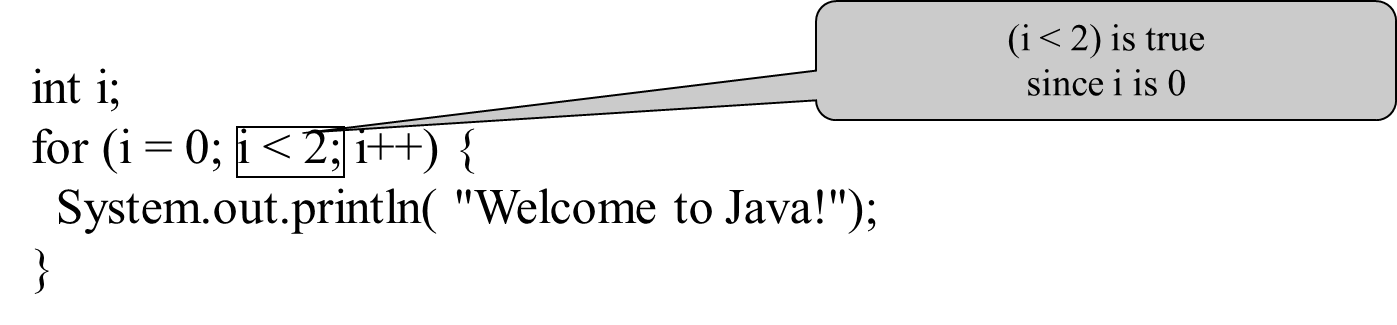 (i < 2) is true
since i is 0
int i;
for (i = 0; i < 2; i++) {
System.out.println( "Welcome to Java!");
}